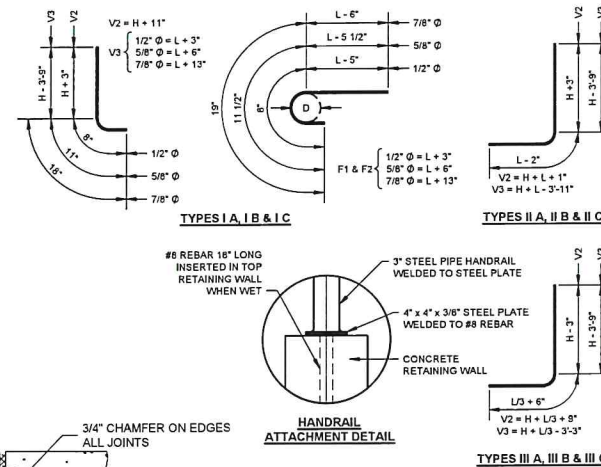 V3
V2
V2 = H + 11"
V3
1/2" Ø = L + 3"
5/8" Ø = L + 6"
7/8" Ø = L + 13"
H - 3'-9"
H + 3"
8"
11"
18"
1/2" Ø
5/8" Ø
7/8" Ø
L - 6"
7/8" Ø
L - 5 1/2"
5/8" Ø
L - 5"
1/2" Ø
19"
11 1/2"
8"
D
F1 & F2
1/2" Ø = L + 3"
5/8" Ø = L + 6"
7/8" Ø = L + 13"
TYPES I A, I B & I C
V2
V3
H +3"
H - 3'-9"
L - 2"
V2 = H + L + 1"
V3 = H + L - 3'-11"
TYPES II A, II B & II C
#8 REBAR 18" LONG
INSERTED IN TOP
RETAINING WALL
WHEN WET
3" STEEL PIPE HANDRAIL
WELDED TO STEEL PLATE
4" x 4" x 3/8" STEEL PLATE
WELDED TO #8 REBAR
CONCRETE
RETAINING WALL
HANDRAIL
ATTACHMENT DETAIL
V2
V3
H - 3"
H - 3'-9"
L/3 + 6"
V2 = H + L/3 + 9"
V3 = H + L/3 - 3'-3"
TYPES III A, III B & III C
3/4" CHAMFER ON EDGES
ALL JOINTS